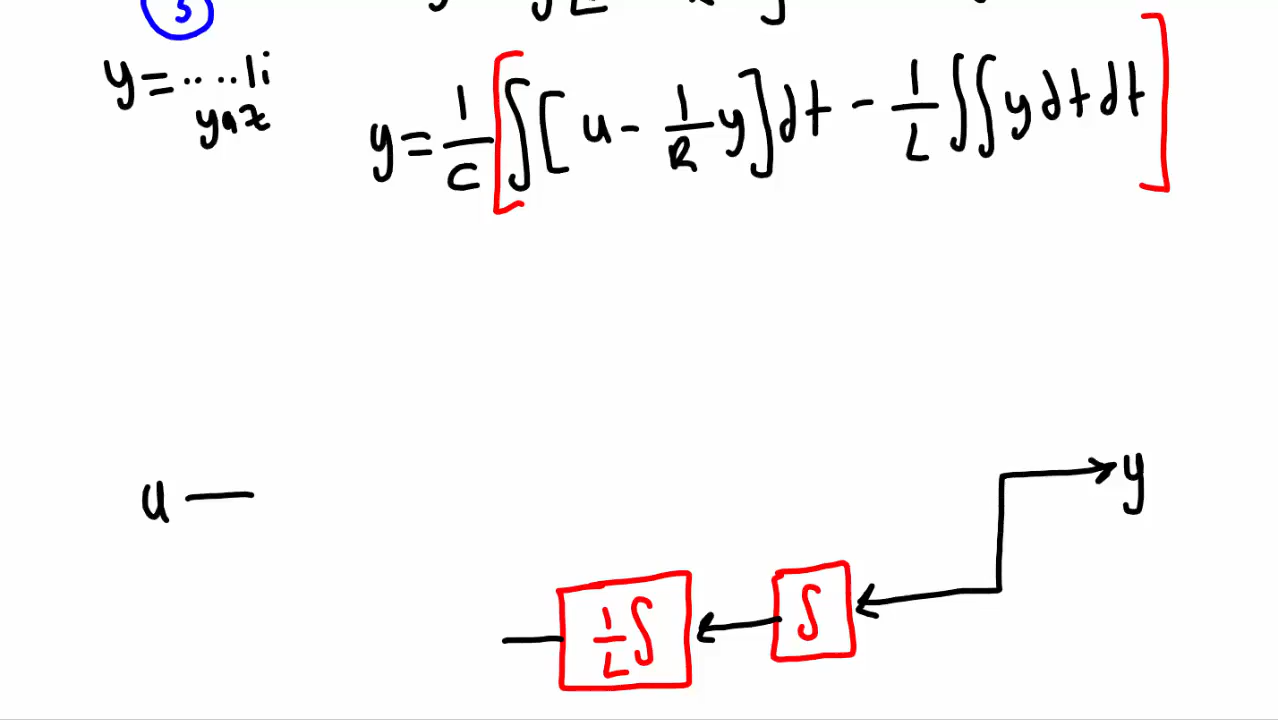 3
y = .. ..li
yaz
y = 1/C [ ∫ [ u - 1/R y ] dt - 1/L ∫∫ y dt dt ]
u
y
1/L ∫
∫